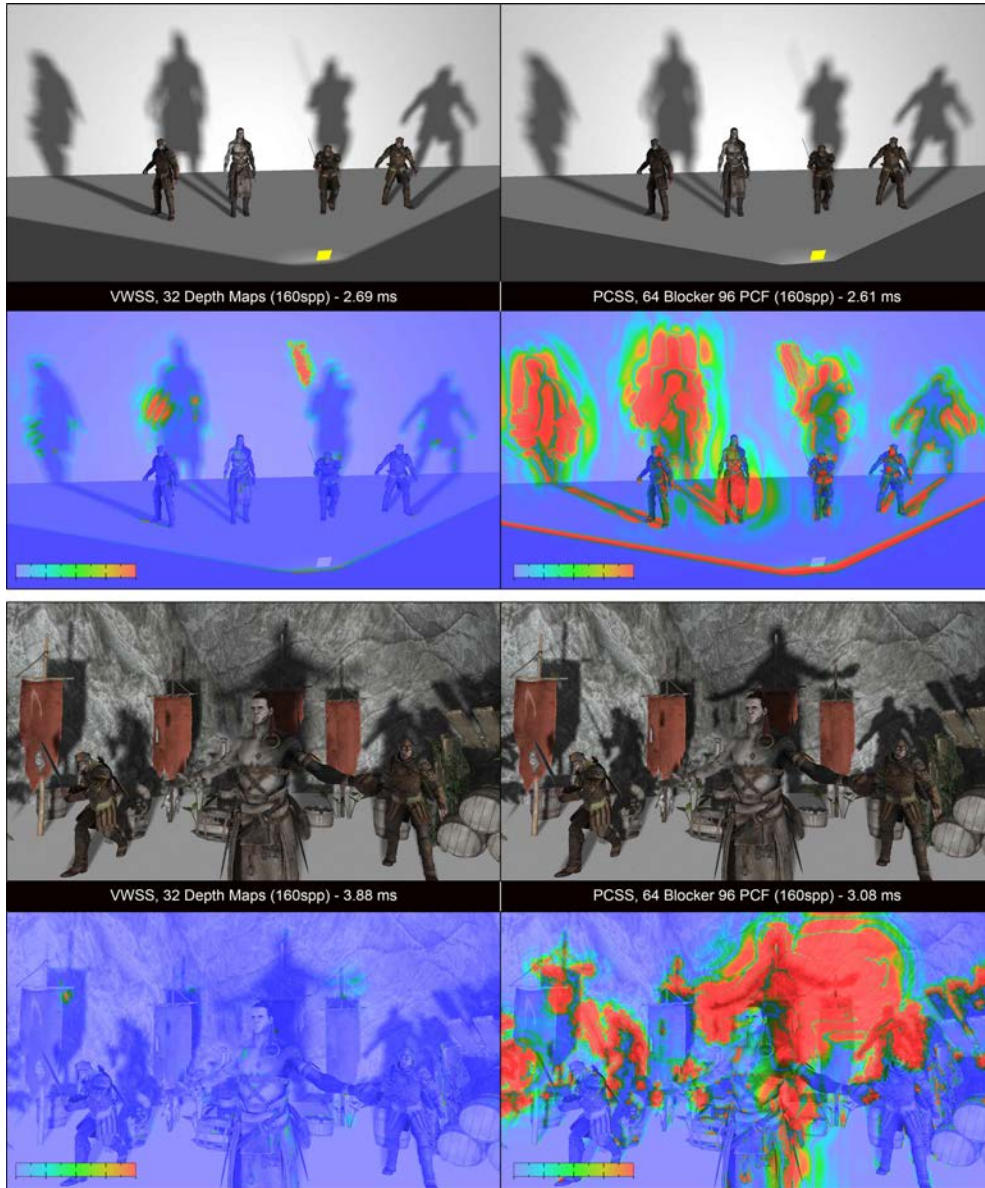 VWSS, 32 Depth Maps (160spp) - 2.69 ms
PCSS, 64 Blocker 96 PCF (160spp) - 2.61 ms
VWSS, 32 Depth Maps (160spp) - 3.88 ms
PCSS, 64 Blocker 96 PCF (160spp) - 3.08 ms